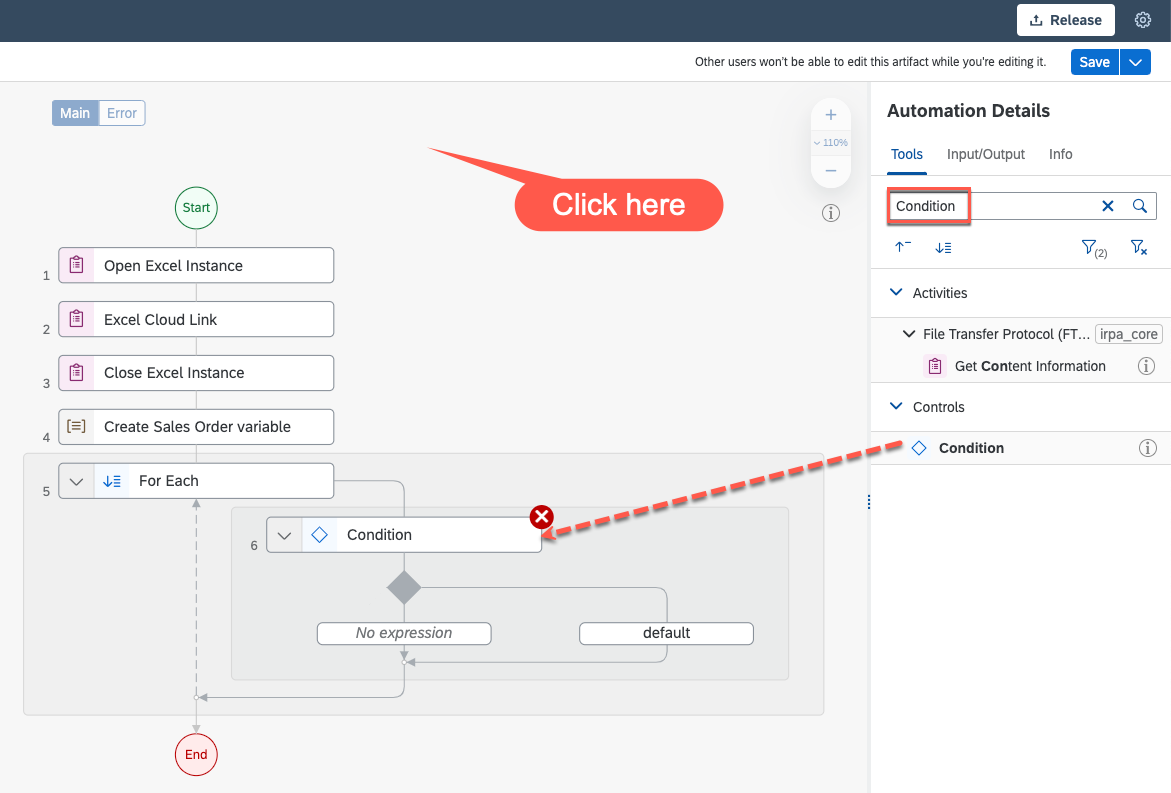 Release
Other users won't be able to edit this artifact while you're editing it.
Save
Main
Error
110%
Click here
Start
1
Open Excel Instance
2
Excel Cloud Link
3
Close Excel Instance
4
Create Sales Order variable
5
For Each
6
Condition
No expression
default
End
Automation Details
Tools
Input/Output
Info
Condition
(2)
Activities
File Transfer Protocol (FT...
irpa_core
Get Content Information
Controls
Condition